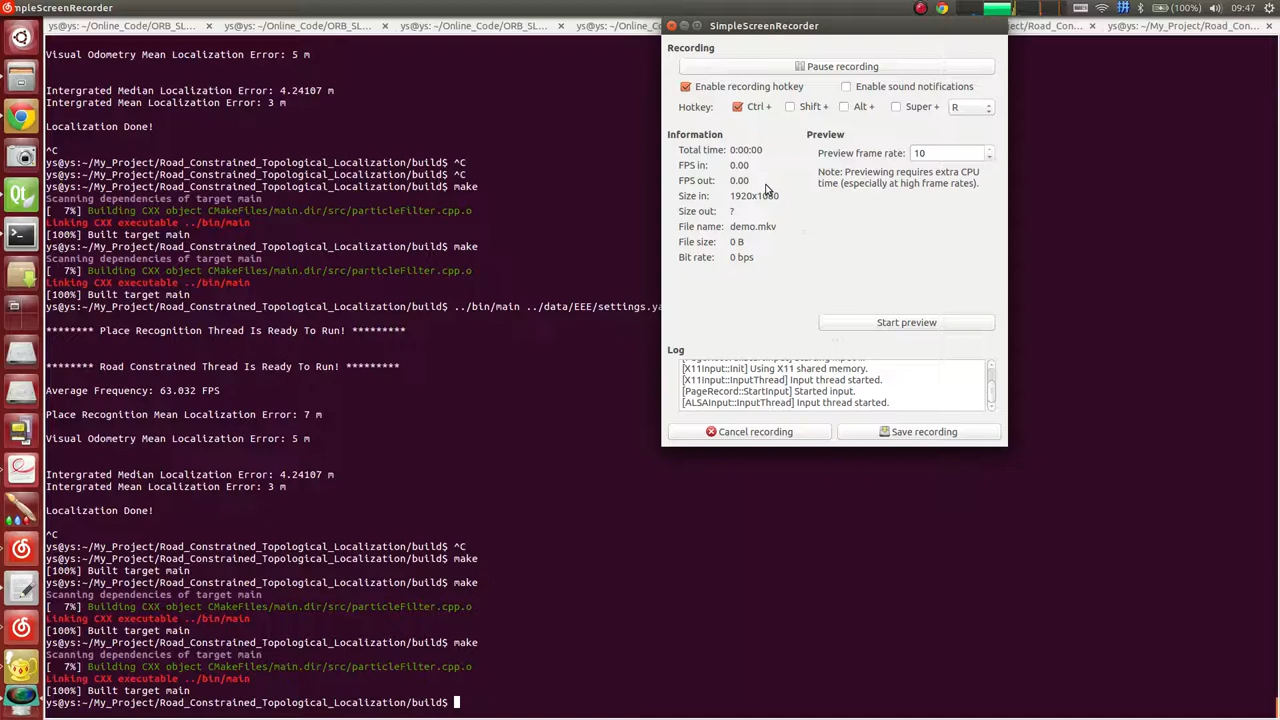 SimpleScreenRecorder
(100%)
09:47
ys@ys: ~/Online_Code/ORB_SL...
ys@ys: ~/Online_Code/ORB_SL...
ys@ys: ~/Online_Code/ORB_SL...
ys@ys: ~/Onlin
oad_Con...
ys@ys: ~/My_Project/Road_Con...
Visual Odometry Mean Localization Error: 5 m
Intergrated Median Localization Error: 4.24107 m
Intergrated Mean Localization Error: 3 m
Localization Done!
^C
ys@ys:~/My_Project/Road_Constrained_Topological_Localization/build$ ^C
ys@ys:~/My_Project/Road_Constrained_Topological_Localization/build$ ^C
ys@ys:~/My_Project/Road_Constrained_Topological_Localization/build$ make
Scanning dependencies of target main
[  7%] Building CXX object CMakeFiles/main.dir/src/particleFilter.cpp.o
Linking CXX executable ../bin/main
[100%] Built target main
ys@ys:~/My_Project/Road_Constrained_Topological_Localization/build$ make
Scanning dependencies of target main
[  7%] Building CXX object CMakeFiles/main.dir/src/particleFilter.cpp.o
Linking CXX executable ../bin/main
[100%] Built target main
ys@ys:~/My_Project/Road_Constrained_Topological_Localization/build$ ../bin/main ../data/EEE/settings.ya
******** Place Recognition Thread Is Ready To Run! *********
******** Road Constrained Thread Is Ready To Run! *********
Average Frequency: 63.032 FPS
Place Recognition Mean Localization Error: 7 m
Visual Odometry Mean Localization Error: 5 m
Intergrated Median Localization Error: 4.24107 m
Intergrated Mean Localization Error: 3 m
Localization Done!
^C
ys@ys:~/My_Project/Road_Constrained_Topological_Localization/build$ ^C
ys@ys:~/My_Project/Road_Constrained_Topological_Localization/build$ make
[100%] Built target main
ys@ys:~/My_Project/Road_Constrained_Topological_Localization/build$ make
Scanning dependencies of target main
[  7%] Building CXX object CMakeFiles/main.dir/src/particleFilter.cpp.o
Linking CXX executable ../bin/main
[100%] Built target main
ys@ys:~/My_Project/Road_Constrained_Topological_Localization/build$ make
Scanning dependencies of target main
[  7%] Building CXX object CMakeFiles/main.dir/src/particleFilter.cpp.o
Linking CXX executable ../bin/main
[100%] Built target main
ys@ys:~/My_Project/Road_Constrained_Topological_Localization/build$
SimpleScreenRecorder
Recording
Pause recording
Enable recording hotkey
Enable sound notifications
Hotkey: Ctrl + Shift + Alt + Super + R
Information
Total time: 0:00:00
FPS in: 0.00
FPS out: 0.00
Size in: 1920x1080
Size out: ?
File name: demo.mkv
File size: 0 B
Bit rate: 0 bps
Preview
Preview frame rate: 10
Note: Previewing requires extra CPU
time (especially at high frame rates).
Start preview
Log
[PageRecord::StartInput] Starting input ...
[X11Input::Init] Using X11 shared memory.
[X11Input::InputThread] Input thread started.
[PageRecord::StartInput] Started input.
[ALSAInput::InputThread] Input thread started.
Cancel recording
Save recording